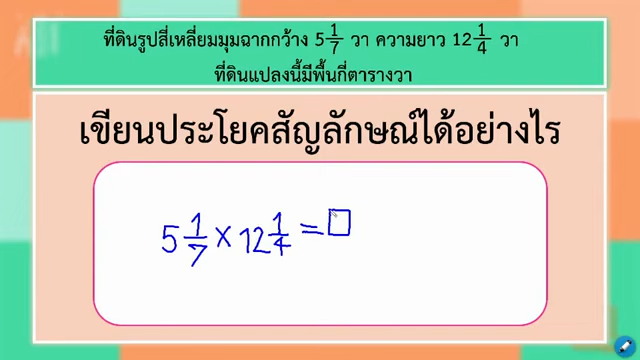 ที่ดินรูปสี่เหลี่ยมมุมฉากกว้าง 5 1/7 วา ความยาว 12 1/4 วา
ที่ดินแปลงนี้มีพื้นกี่ตารางวา
เขียนประโยคสัญลักษณ์ได้อย่างไร
5 1/7 × 12 1/4 = □